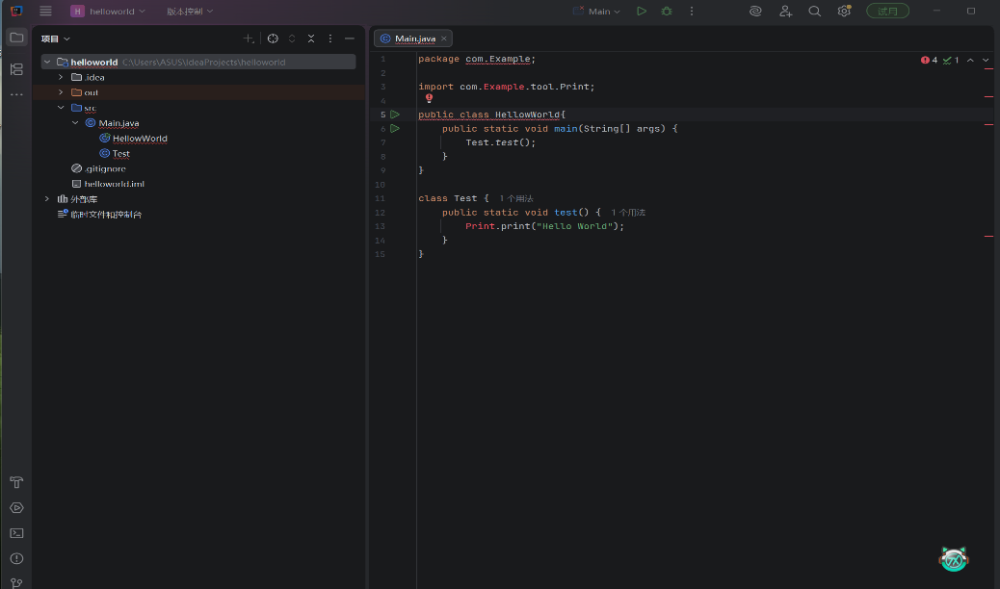 H helloworld 版本控制 Main 试用
项目
Main.java
helloworld C:\Users\ASUS\IdeaProjects\helloworld
.idea
out
src
Main.java
HellowWorld
Test
.gitignore
helloworld.iml
外部库
临时文件和控制台
4 1
1 package com.Example;
2
3 import com.Example.tool.Print;
4
5 public class HellowWorld{
6 public static void main(String[] args) {
7 Test.test();
8 }
9 }
10
11 class Test { 1个用法
12 public static void test() { 1个用法
13 Print.print("Hello World");
14 }
15 }